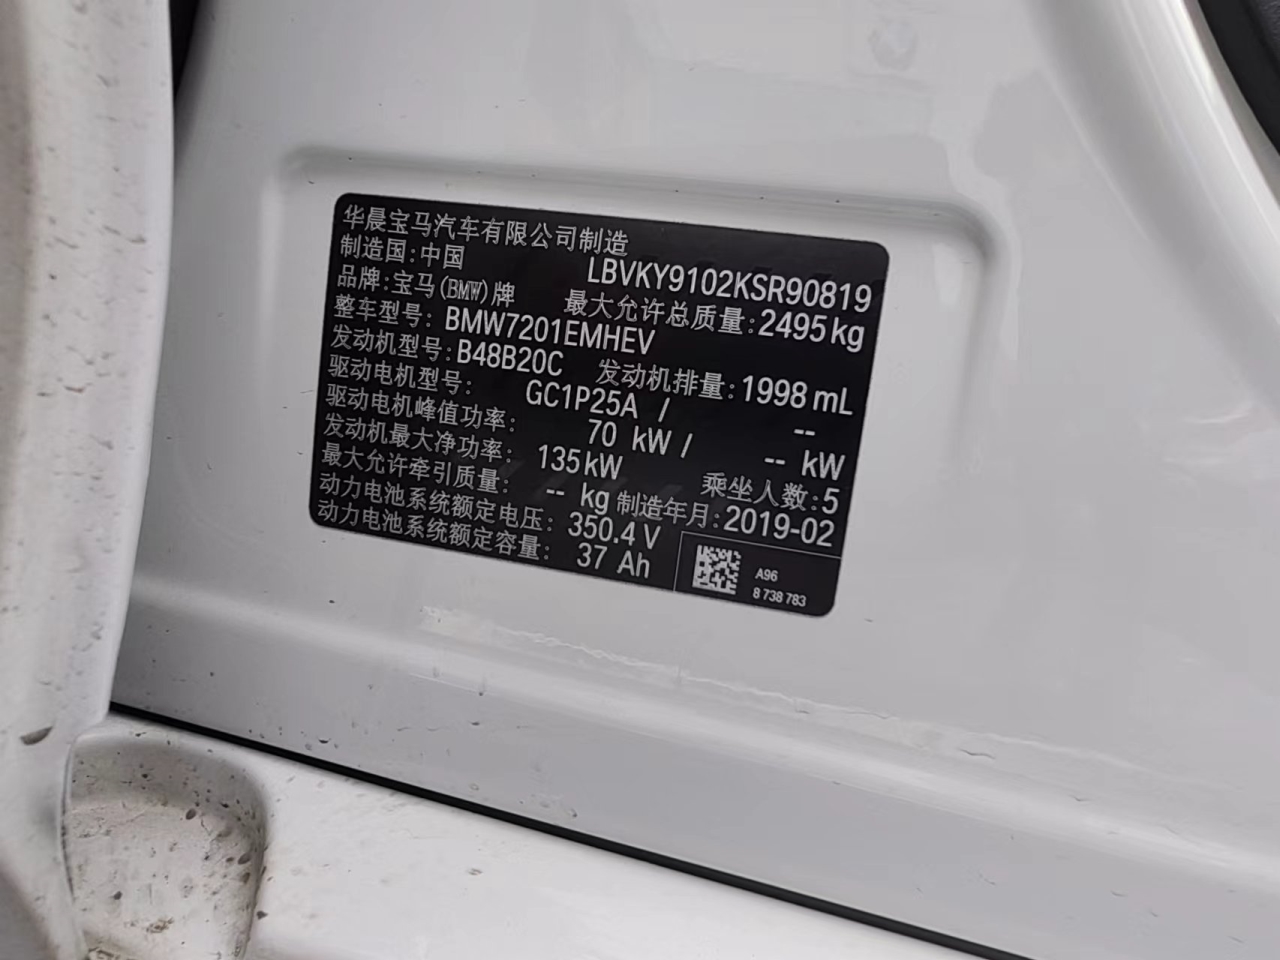 华晨宝马汽车有限公司制造
制造国:中国 LBVKY9102KSR90819
品牌:宝马(BMW)牌 最大允许总质量:2495kg
整车型号: BMW7201EMHEV
发动机型号: B48B20C 发动机排量:1998 mL
驱动电机型号: GC1P25A / --
驱动电机峰值功率: 70 kW / -- kW
发动机最大净功率: 135kW 乘坐人数:5
最大允许牵引质量: -- kg 制造年月:2019-02
动力电池系统额定电压: 350.4 V
动力电池系统额定容量: 37 Ah
A96
8 738 783